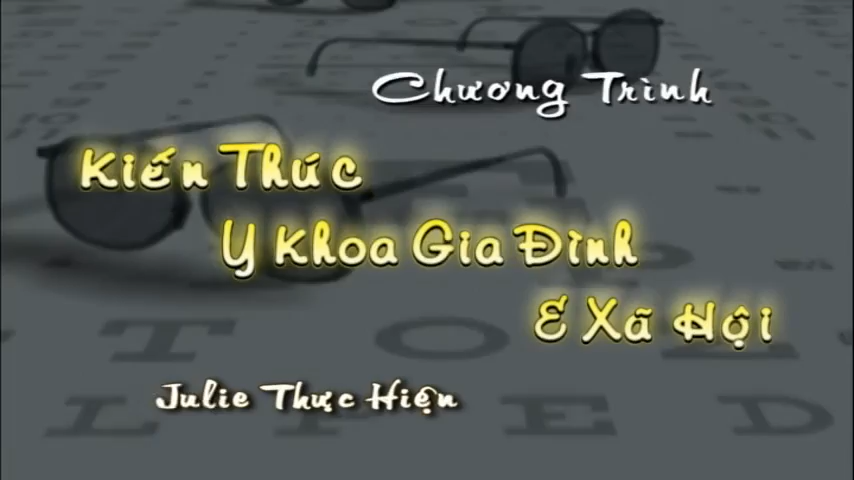 Chương Trình
Kiến Thức
Y Khoa Gia Đình
& Xã Hội
Julie Thực Hiện
T O L
L P E D